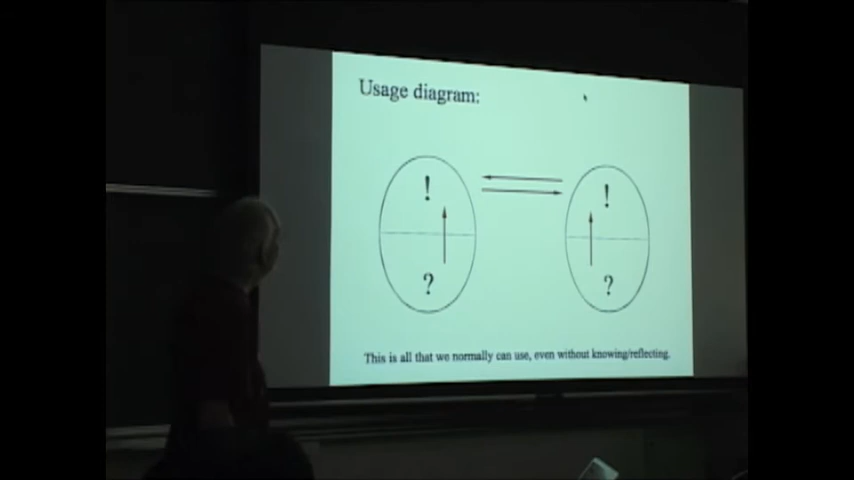 Usage diagram:
! !
? ?
This is all that we normally can use, even without knowing/reflecting.